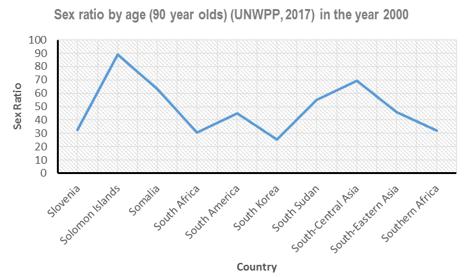 Sex ratio by age (90 year olds) (UNWPP, 2017) in the year 2000
100
90
80
70
60
50
40
30
20
10
0
Sex Ratio
Slovenia
Solomon Islands
Somalia
South Africa
South America
South Korea
South Sudan
South-Central Asia
South-Eastern Asia
Southern Africa
Country